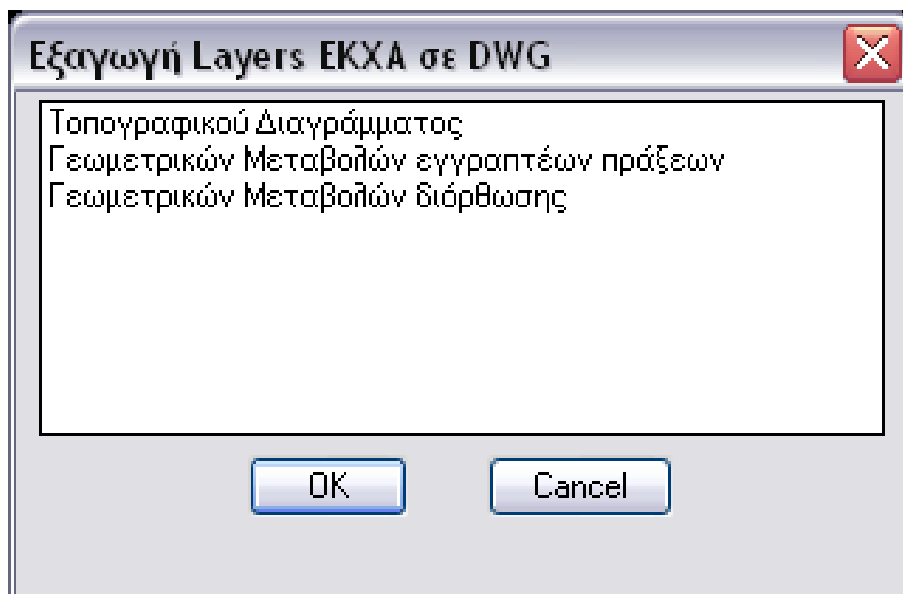 Εξαγωγή Layers ΕΚΧΑ σε DWG
Τοπογραφικού Διαγράμματος
Γεωμετρικών Μεταβολών εγγραπτέων πράξεων
Γεωμετρικών Μεταβολών διόρθωσης
OK
Cancel